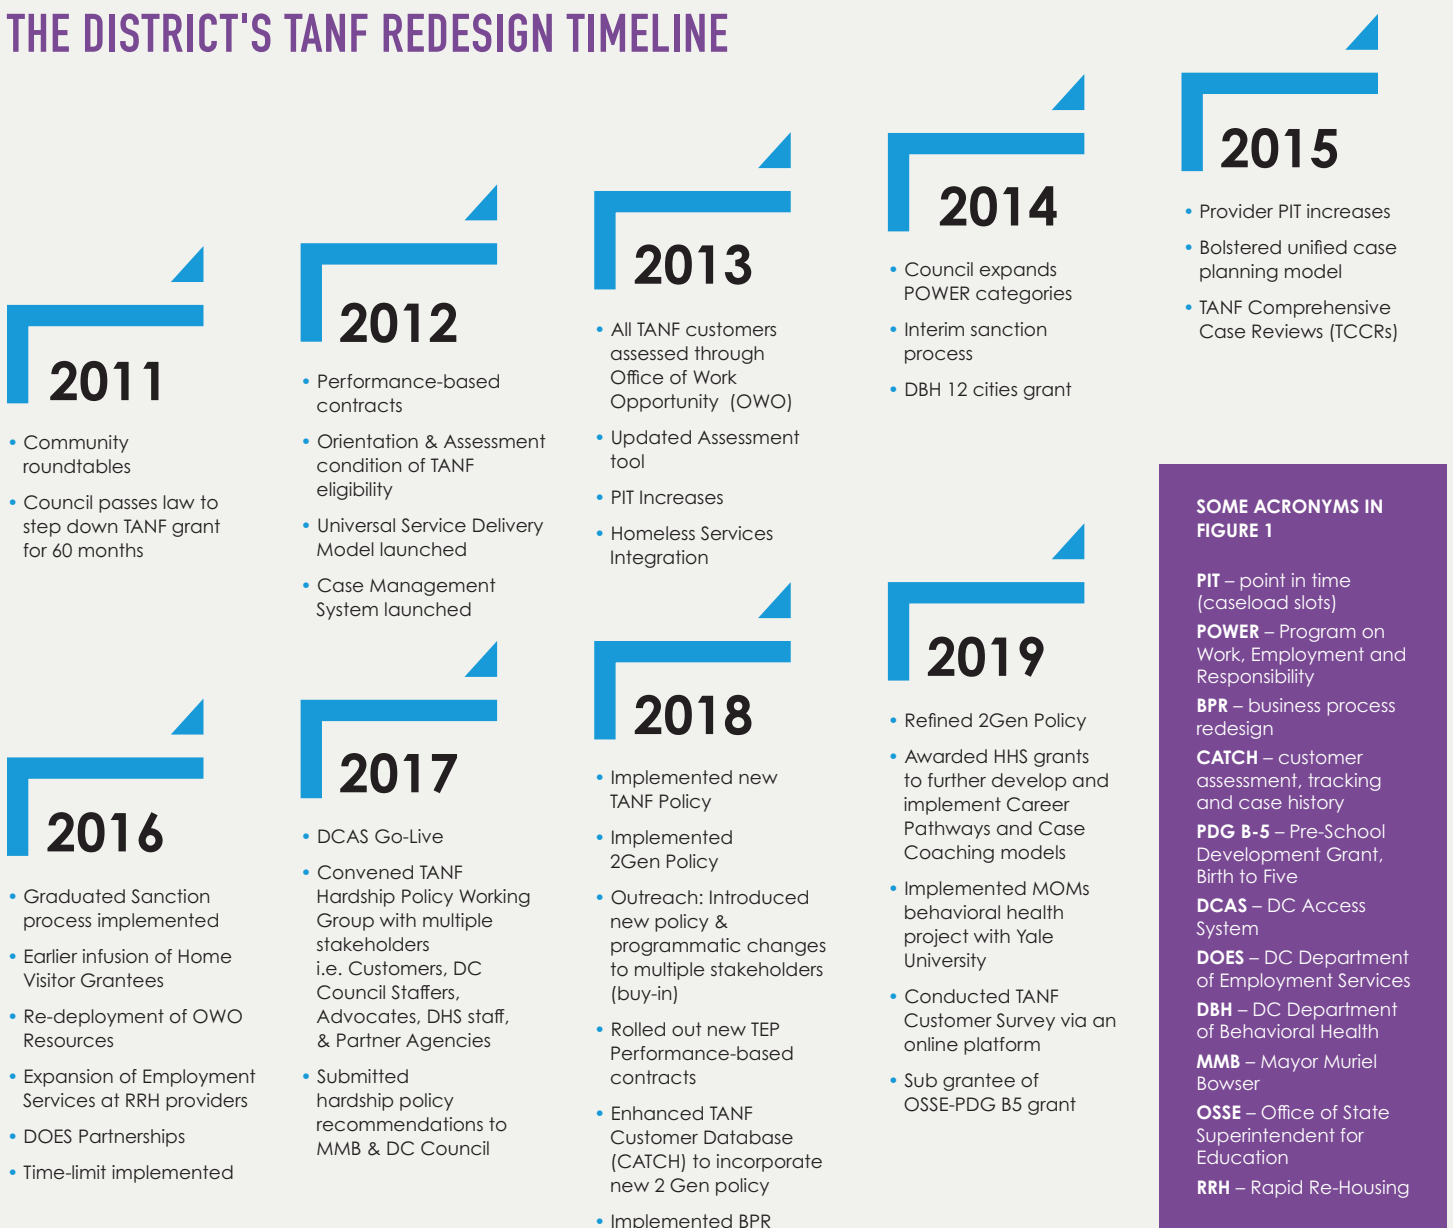 THE DISTRICT'S TANF REDESIGN TIMELINE
2011
• Community
roundtables
• Council passes law to
step down TANF grant
for 60 months
2012
• Performance-based
contracts
• Orientation & Assessment
condition of TANF
eligibility
• Universal Service Delivery
Model launched
• Case Management
System launched
2013
• All TANF customers
assessed through
Office of Work
Opportunity (OWO)
• Updated Assessment
tool
• PIT Increases
• Homeless Services
Integration
2014
• Council expands
POWER categories
• Interim sanction
process
• DBH 12 cities grant
2015
• Provider PIT increases
• Bolstered unified case
planning model
• TANF Comprehensive
Case Reviews (TCCRs)
2016
• Graduated Sanction
process implemented
• Earlier infusion of Home
Visitor Grantees
• Re-deployment of OWO
Resources
• Expansion of Employment
Services at RRH providers
• DOES Partnerships
• Time-limit implemented
2017
• DCAS Go-Live
• Convened TANF
Hardship Policy Working
Group with multiple
stakeholders
i.e. Customers, DC
Council Staffers,
Advocates, DHS staff,
& Partner Agencies
• Submitted
hardship policy
recommendations to
MMB & DC Council
2018
• Implemented new
TANF Policy
• Implemented
2Gen Policy
• Outreach: Introduced
new policy &
programmatic changes
to multiple stakeholders
(buy-in)
• Rolled out new TEP
Performance-based
contracts
• Enhanced TANF
Customer Database
(CATCH) to incorporate
new 2 Gen policy
• Implemented BPR
2019
• Refined 2Gen Policy
• Awarded HHS grants
to further develop and
implement Career
Pathways and Case
Coaching models
• Implemented MOMs
behavioral health
project with Yale
University
• Conducted TANF
Customer Survey via an
online platform
• Sub grantee of
OSSE-PDG B5 grant
SOME ACRONYMS IN
FIGURE 1
PIT – point in time
(caseload slots)
POWER – Program on
Work, Employment and
Responsibility
BPR – business process
redesign
CATCH – customer
assessment, tracking
and case history
PDG B-5 – Pre-School
Development Grant,
Birth to Five
DCAS – DC Access
System
DOES – DC Department
of Employment Services
DBH – DC Department
of Behavioral Health
MMB – Mayor Muriel
Bowser
OSSE – Office of State
Superintendent for
Education
RRH – Rapid Re-Housing